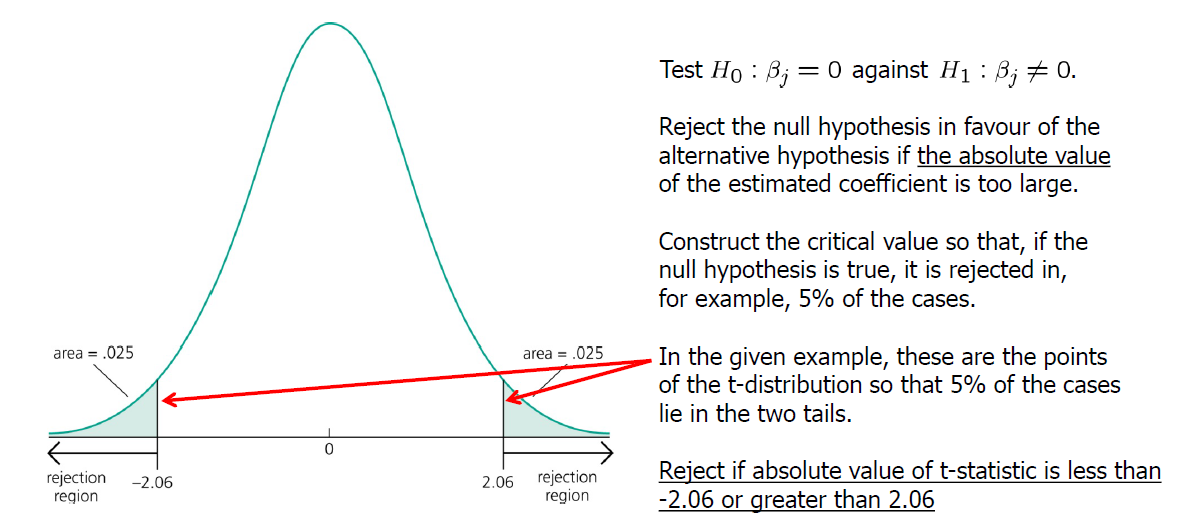 Test H₀ : βⱼ = 0 against H₁ : βⱼ ≠ 0.
Reject the null hypothesis in favour of the
alternative hypothesis if the absolute value
of the estimated coefficient is too large.
Construct the critical value so that, if the
null hypothesis is true, it is rejected in,
for example, 5% of the cases.
In the given example, these are the points
of the t-distribution so that 5% of the cases
lie in the two tails.
Reject if absolute value of t-statistic is less than
-2.06 or greater than 2.06
area = .025
area = .025
0
rejection
region
–2.06
2.06
rejection
region